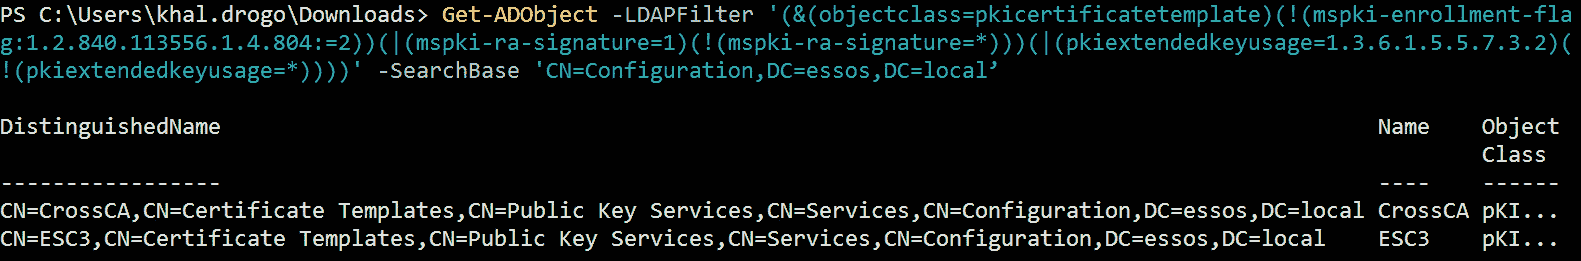 PS C:\Users\khal.drogo\Downloads> Get-ADObject -LDAPFilter '(&(objectclass=pkicertificatetemplate)(!(mspki-enrollment-fla
g:1.2.840.113556.1.4.804:=2))(|(mspki-ra-signature=1)(!(mspki-ra-signature=*)))(|(pkiextendedkeyusage=1.3.6.1.5.5.7.3.2)(
!(pkiextendedkeyusage=*))))' -SearchBase 'CN=Configuration,DC=essos,DC=local’
DistinguishedName Name Object
Class
----------------- ---- ------
CN=CrossCA,CN=Certificate Templates,CN=Public Key Services,CN=Services,CN=Configuration,DC=essos,DC=local CrossCA pKI...
CN=ESC3,CN=Certificate Templates,CN=Public Key Services,CN=Services,CN=Configuration,DC=essos,DC=local ESC3 pKI...